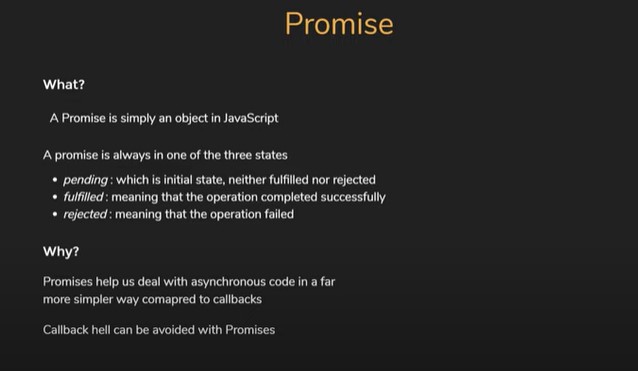 Promise
What?
A Promise is simply an object in JavaScript
A promise is always in one of the three states
• pending : which is initial state, neither fulfilled nor rejected
• fulfilled : meaning that the operation completed successfully
• rejected : meaning that the operation failed
Why?
Promises help us deal with asynchronous code in a far
more simpler way comapred to callbacks
Callback hell can be avoided with Promises